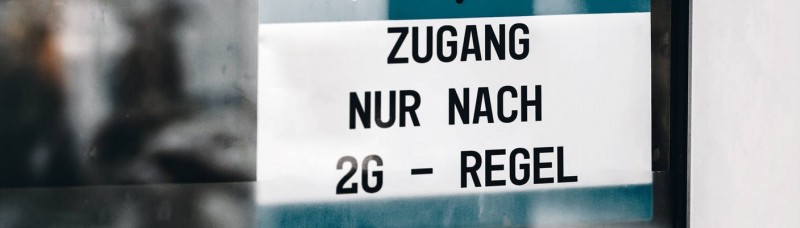 ZUGANG
NUR NACH
2G - REGEL